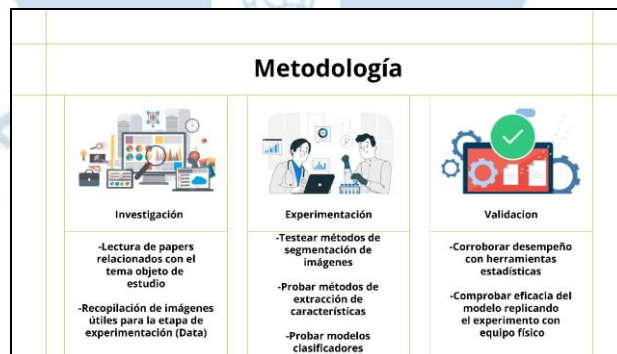 Metodología
Investigación
-Lectura de papers
relacionados con el
tema objeto de
estudio
-Recopilación de imágenes
útiles para la etapa de
experimentación (Data)
Experimentación
-Testear métodos de
segmentación de
imágenes
-Probar métodos de
extracción de
características
-Probar modelos
clasificadores
Validacion
-Corroborar desempeño
con herramientas
estadísticas
-Comprobar eficacia del
modelo replicando
el experimento con
equipo físico